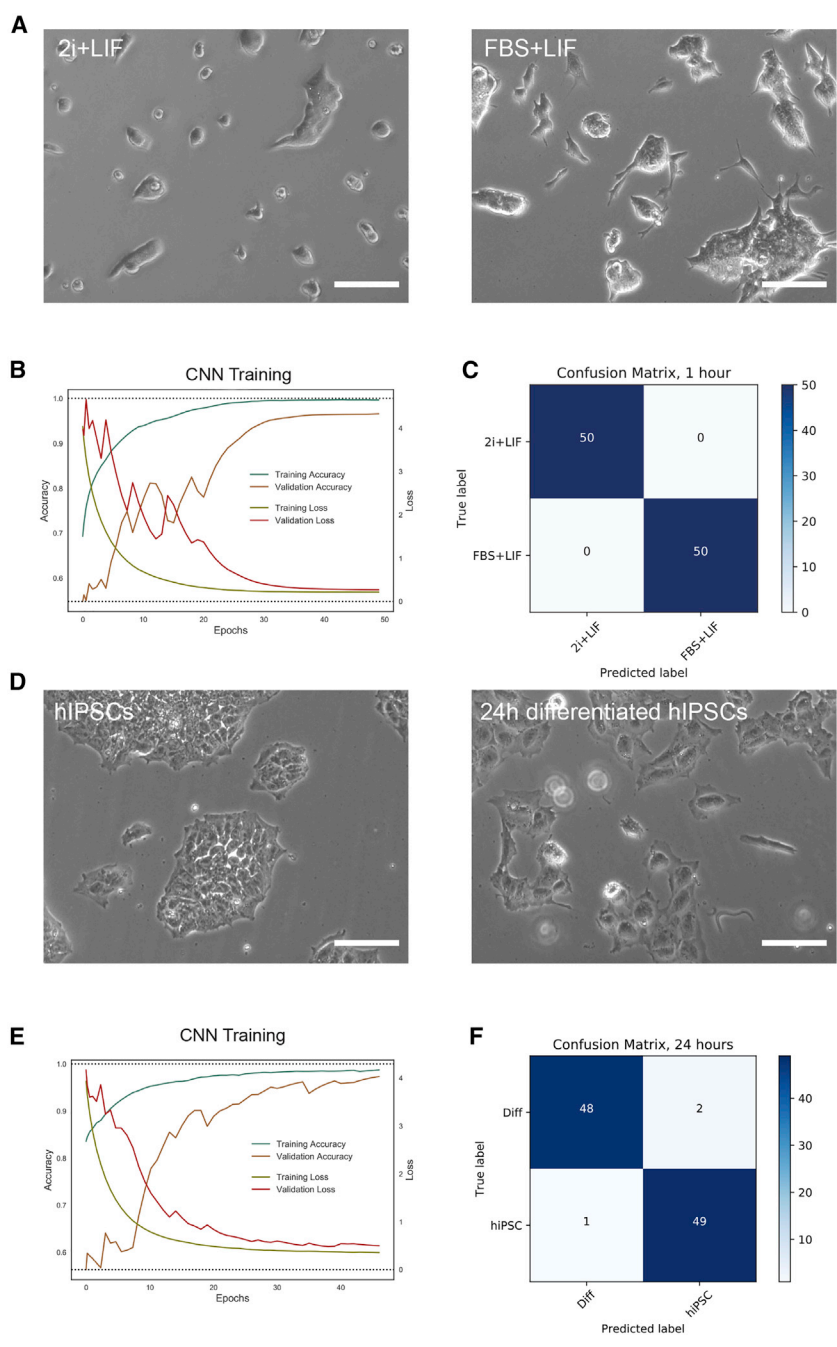 A
2i+LIF
FBS+LIF
B
CNN Training
1.0
0.9
0.8
0.7
0.6
Accuracy
4
3
2
1
0
Loss
Training Accuracy
Validation Accuracy
Training Loss
Validation Loss
0 10 20 30 40 50
Epochs
C
Confusion Matrix, 1 hour
True label
2i+LIF
FBS+LIF
50 0
0 50
2i+LIF FBS+LIF
Predicted label
50
40
30
20
10
0
D
hIPSCs
24h differentiated hIPSCs
E
CNN Training
1.0
0.9
0.8
0.7
0.6
Accuracy
4
3
2
1
0
Loss
Training Accuracy
Validation Accuracy
Training Loss
Validation Loss
0 10 20 30 40
Epochs
F
Confusion Matrix, 24 hours
True label
Diff
hiPSC
48 2
1 49
Diff hiPSC
Predicted label
40
30
20
10